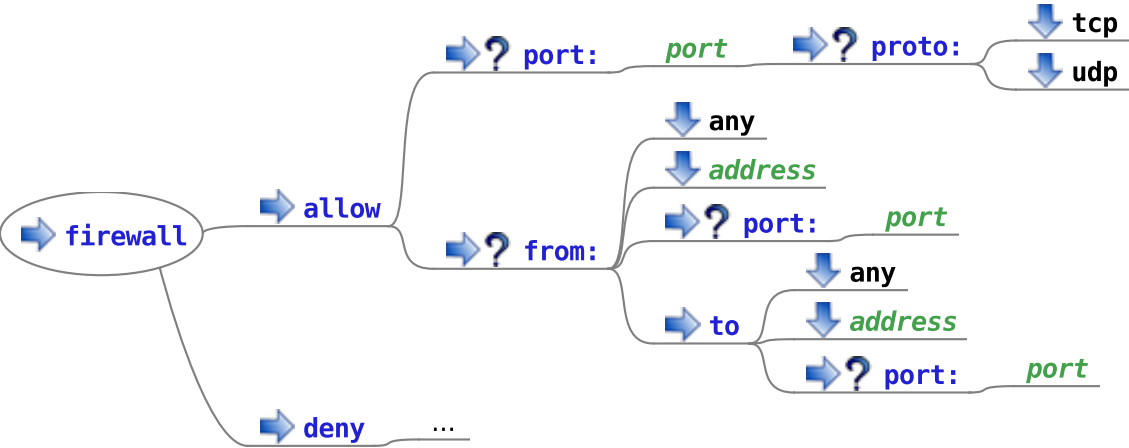 firewall
allow
? port: port ? proto: tcp
udp
? from: any
address
? port: port
to any
address
? port: port
deny ...